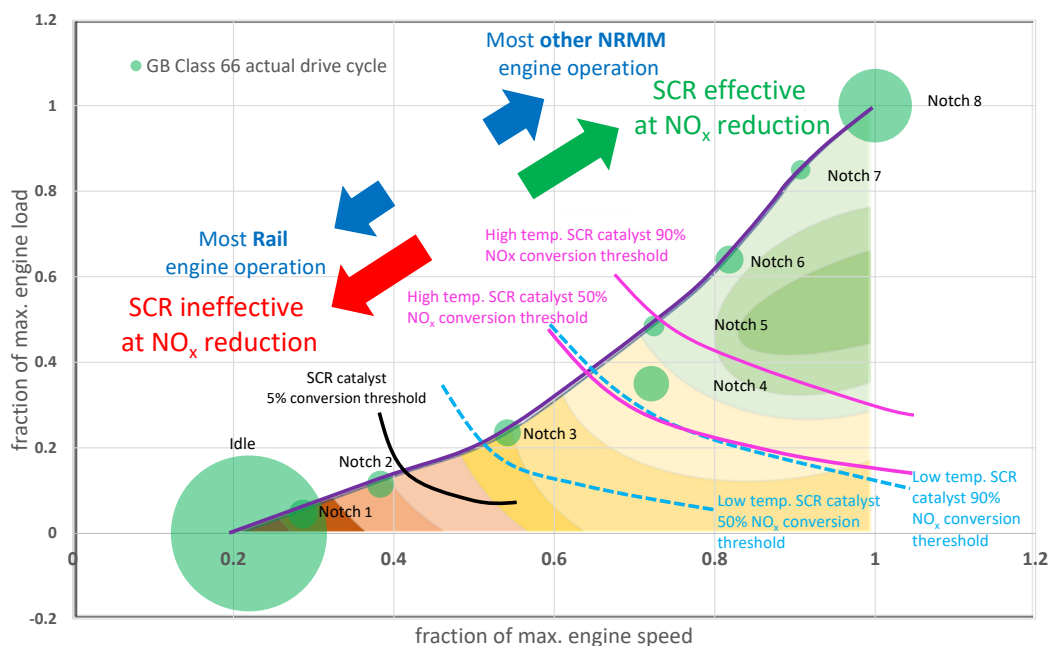 1.2
1
0.8
0.6
0.4
0.2
0
-0.2
fraction of max. engine load
GB Class 66 actual drive cycle
Most other NRMM
engine operation
SCR effective
at NOx reduction
Notch 8
Notch 7
Most Rail
engine operation
SCR ineffective
at NOx reduction
High temp. SCR catalyst 90%
NOx conversion threshold
Notch 6
High temp. SCR catalyst 50%
NOx conversion threshold
Notch 5
SCR catalyst
5% conversion threshold
Notch 4
Idle
Notch 3
Notch 2
Notch 1
Low temp. SCR catalyst
50% NOx conversion
threshold
Low temp. SCR
catalyst 90%
NOx conversion
thereshold
0
0.2
0.4
0.6
0.8
1
1.2
fraction of max. engine speed